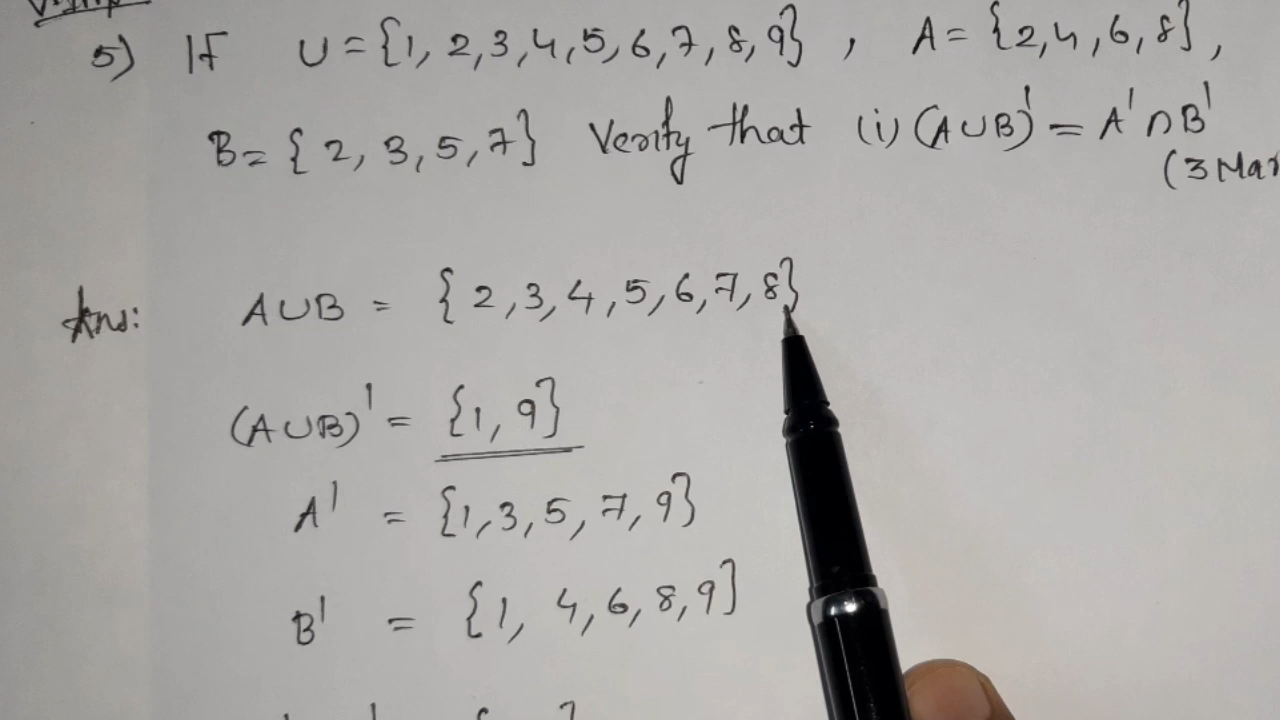 5) If U={1, 2,3,4,5,6,7,8,9} , A= {2,4,6,8},
B= { 2, 3,5,7} Verify that (i) (A∪B)' = A' ∩ B'
(3 Mar
Ans: A∪B = { 2,3,4,5,6,7,8}
(A∪B)' = {1,9}
A' = {1,3,5,7,9}
B' = {1, 4,6,8,9}